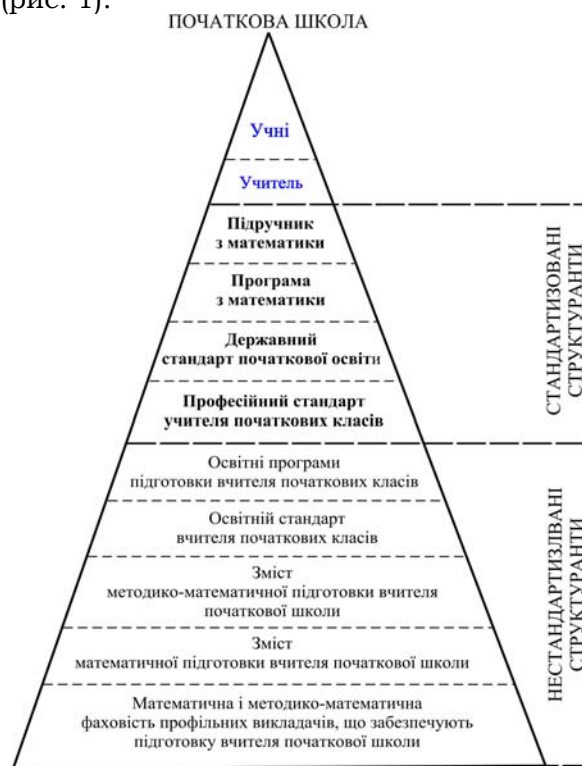 (рис. 1).
ПОЧАТКОВА ШКОЛА
Учні
Учитель
Підручник
з математики
Програма
з математики
Державний
стандарт початкової освіти
Професійний стандарт
учителя початкових класів
СТАНДАРТИЗОВАНІ
СТРУКТУРАНТИ
Освітні програми
підготовки вчителя початкових класів
Освітній стандарт
вчителя початкових класів
Зміст
методико-математичної підготовки вчителя
початкової школи
Зміст
математичної підготовки вчителя початкової школи
Математична і методико-математична
фаховість профільних викладачів, що забезпечують
підготовку вчителя початкової школи
НЕСТАНДАРТИЗЛВАНІ
СТРУКТУРАНТИ